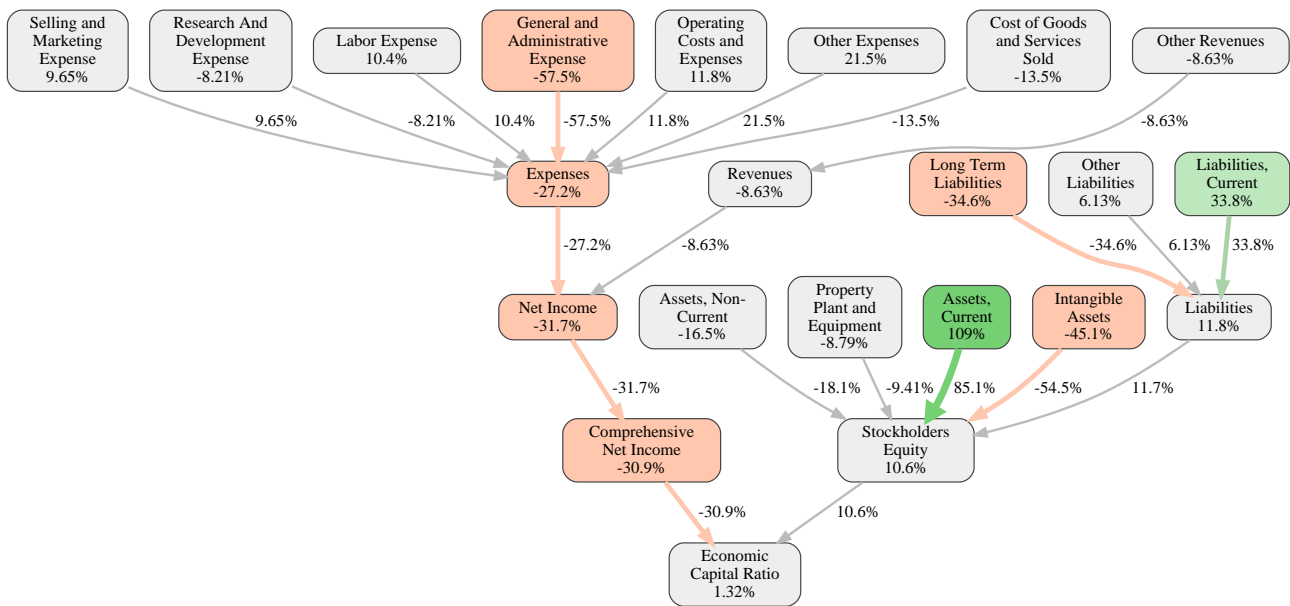 Selling and
Marketing
Expense
9.65%
Research And
Development
Expense
-8.21%
Labor Expense
10.4%
General and
Administrative
Expense
-57.5%
Operating
Costs and
Expenses
11.8%
Other Expenses
21.5%
Cost of Goods
and Services
Sold
-13.5%
Other Revenues
-8.63%
9.65%
-8.21%
10.4%
-57.5%
11.8%
21.5%
-13.5%
-8.63%
Expenses
-27.2%
Revenues
-8.63%
Long Term
Liabilities
-34.6%
Other
Liabilities
6.13%
Liabilities,
Current
33.8%
-27.2%
-8.63%
-34.6%
6.13%
33.8%
Net Income
-31.7%
Assets, Non-
Current
-16.5%
Property
Plant and
Equipment
-8.79%
Assets,
Current
109%
Intangible
Assets
-45.1%
Liabilities
11.8%
-31.7%
-18.1%
-9.41%
85.1%
-54.5%
11.7%
Comprehensive
Net Income
-30.9%
Stockholders
Equity
10.6%
-30.9%
10.6%
Economic
Capital Ratio
1.32%